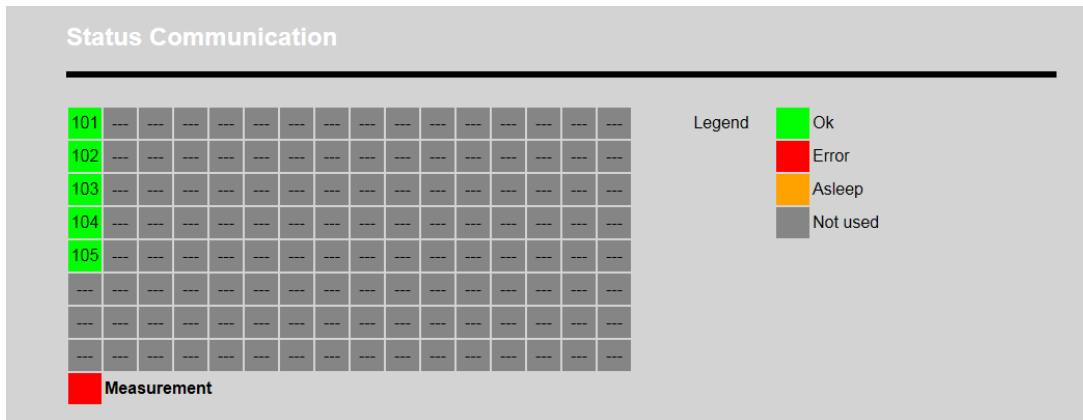 Status Communication
101 --- --- --- --- --- --- --- --- --- --- --- --- --- --- --- Legend Ok
102 --- --- --- --- --- --- --- --- --- --- --- --- --- --- --- Error
103 --- --- --- --- --- --- --- --- --- --- --- --- --- --- --- Asleep
104 --- --- --- --- --- --- --- --- --- --- --- --- --- --- --- Not used
105 --- --- --- --- --- --- --- --- --- --- --- --- --- --- ---
--- --- --- --- --- --- --- --- --- --- --- --- --- --- --- ---
--- --- --- --- --- --- --- --- --- --- --- --- --- --- --- ---
--- --- --- --- --- --- --- --- --- --- --- --- --- --- --- ---
Measurement